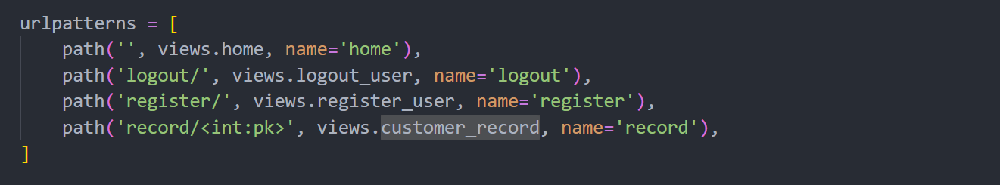 urlpatterns = [
    path('', views.home, name='home'),
    path('logout/', views.logout_user, name='logout'),
    path('register/', views.register_user, name='register'),
    path('record/<int:pk>', views.customer_record, name='record'),
]